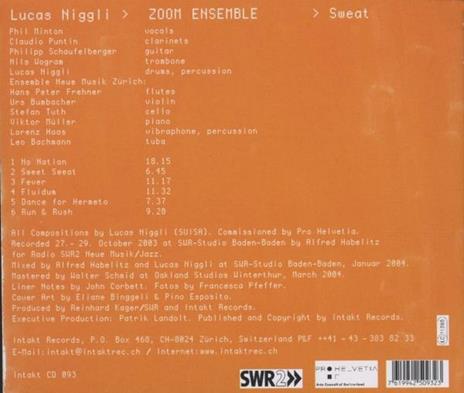 Lucas Niggli > ZOOM ENSEMBLE > Sweat
Phil Minton vocals
Claudio Puntin clarinets
Philipp Schaufelberger guitar
Nils Wogram trombone
Lucas Niggli drums, percussion
Ensemble Neue Musik Zürich:
Hans Peter Frehner flutes
Urs Bumbacher violin
Stefan Tuth cello
Viktor Müller piano
Lorenz Haas vibraphone, percussion
Leo Bachmann tuba
1 No Nation 18.15
2 Sweet Sweat 6.45
3 Fever 11.17
4 Fluidum 11.32
5 Dance for Hermeto 7.37
6 Run & Rush 9.20
All Compositions by Lucas Niggli (SUISA). Commissioned by Pro Helvetia.
Recorded 27.- 29. October 2003 at SWR-Studio Baden-Baden by Alfred Habelitz
for Radio SWR2 Neue Musik/Jazz.
Mixed by Alfred Habelitz and Lucas Niggli at SWR-Studio Baden-Baden, Januar 2004.
Mastered by Walter Schmid at Oakland Studios Winterthur, March 2004.
Liner Notes by John Corbett. Fotos by Francesca Pfeffer.
Cover Art by Eliane Binggeli & Pino Esposito.
Produced by Reinhard Kager/SWR and Intakt Records.
Executive Production: Patrik Landolt. Published and Copyright by Intakt Records.
Intakt Records, P.O. Box 468, CH-8024 Zürich, Switzerland P&F ++41 - 43 - 303 82 33
E-Mail: intakt@intaktrec.ch / Internet:www.intaktrec.ch
intakt CD 093
SWR2>>
PRO HELVETIA
Arts Council of Switzerland
7 619942 509323